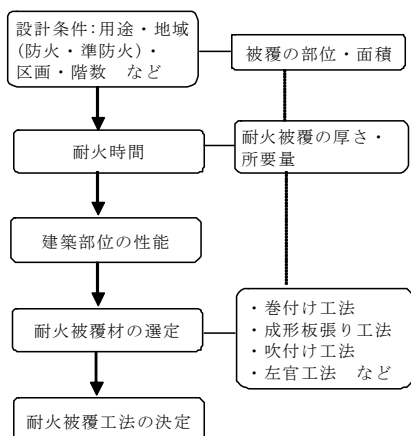 設計条件:用途・地域
(防火・準防火)・
区画・階数　など
被覆の部位・面積
耐火時間
耐火被覆の厚さ・
所要量
建築部位の性能
耐火被覆材の選定
・巻付け工法
・成形板張り工法
・吹付け工法
・左官工法　など
耐火被覆工法の決定